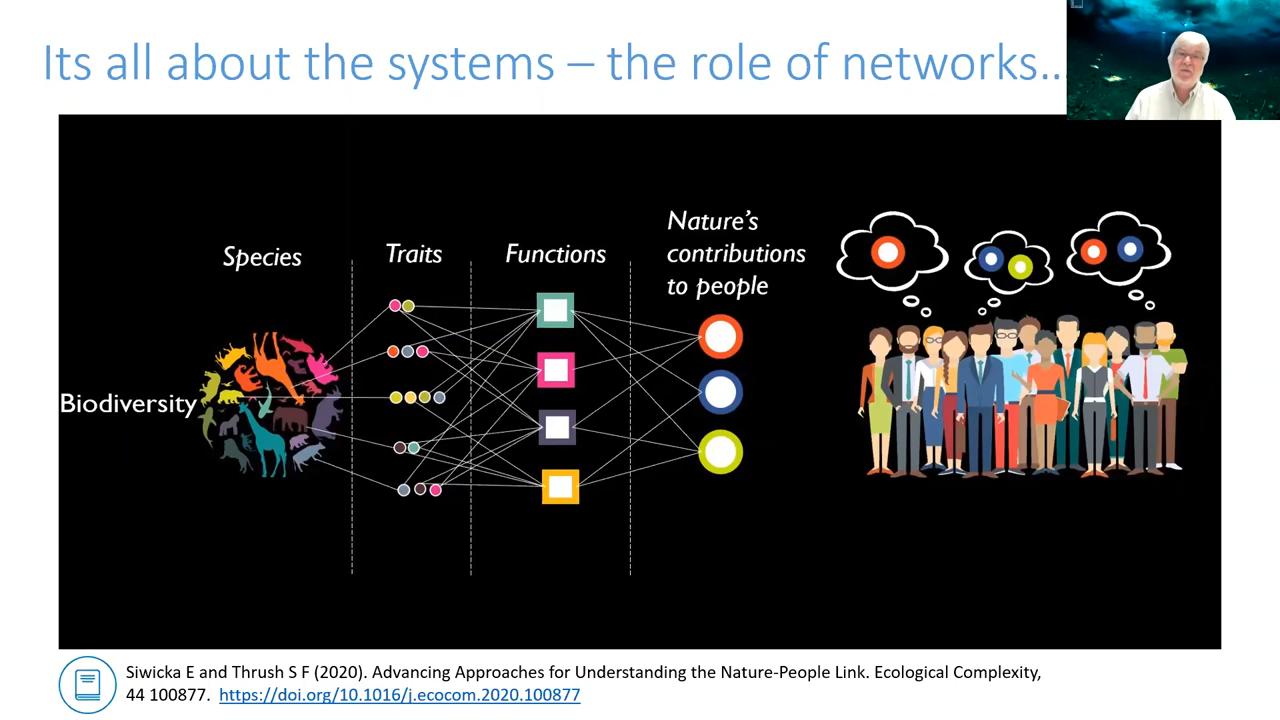 Its all about the systems – the role of networks…
Species
Traits
Functions
Nature's
contributions
to people
Biodiversity
Siwicka E and Thrush S F (2020). Advancing Approaches for Understanding the Nature-People Link. Ecological Complexity,
44 100877. https://doi.org/10.1016/j.ecocom.2020.100877